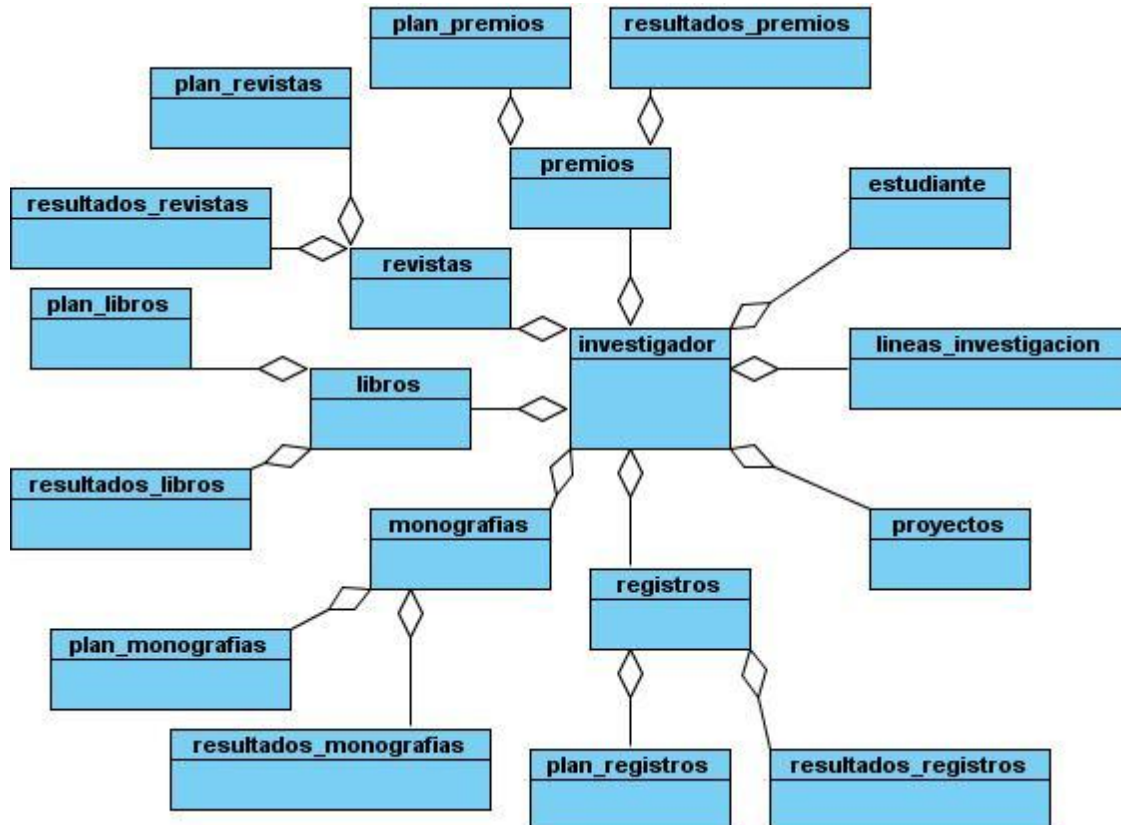 plan_premios
resultados_premios
plan_revistas
premios
estudiante
resultados_revistas
revistas
plan_libros
investigador
lineas_investigacion
libros
resultados_libros
monografias
proyectos
registros
plan_monografias
resultados_monografias
plan_registros
resultados_registros